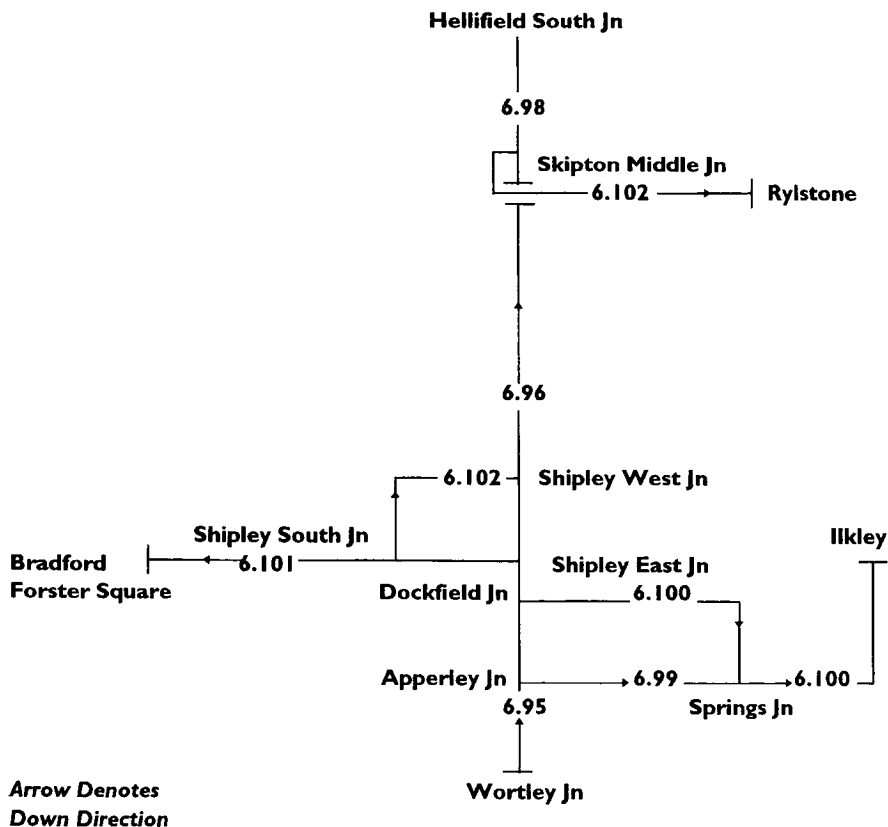 Hellifield South Jn
6.98
Skipton Middle Jn
6.102
Rylstone
6.96
6.102
Shipley West Jn
Shipley South Jn
Ilkley
Bradford
Forster Square
6.101
Shipley East Jn
Dockfield Jn
6.100
Apperley Jn
6.99
6.100
6.95
Springs Jn
Wortley Jn
Arrow Denotes
Down Direction